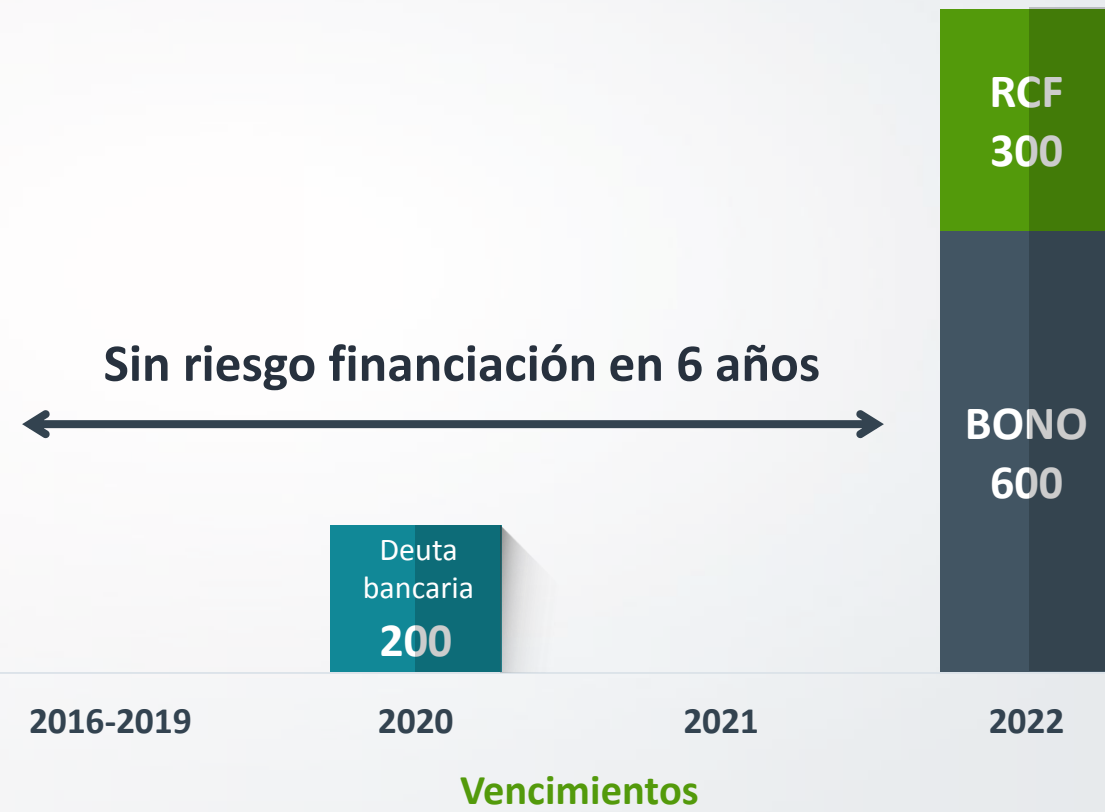 RCF
300
Sin riesgo financiación en 6 años
BONO
600
Deuta
bancaria
200
2016-2019
2020
2021
2022
Vencimientos